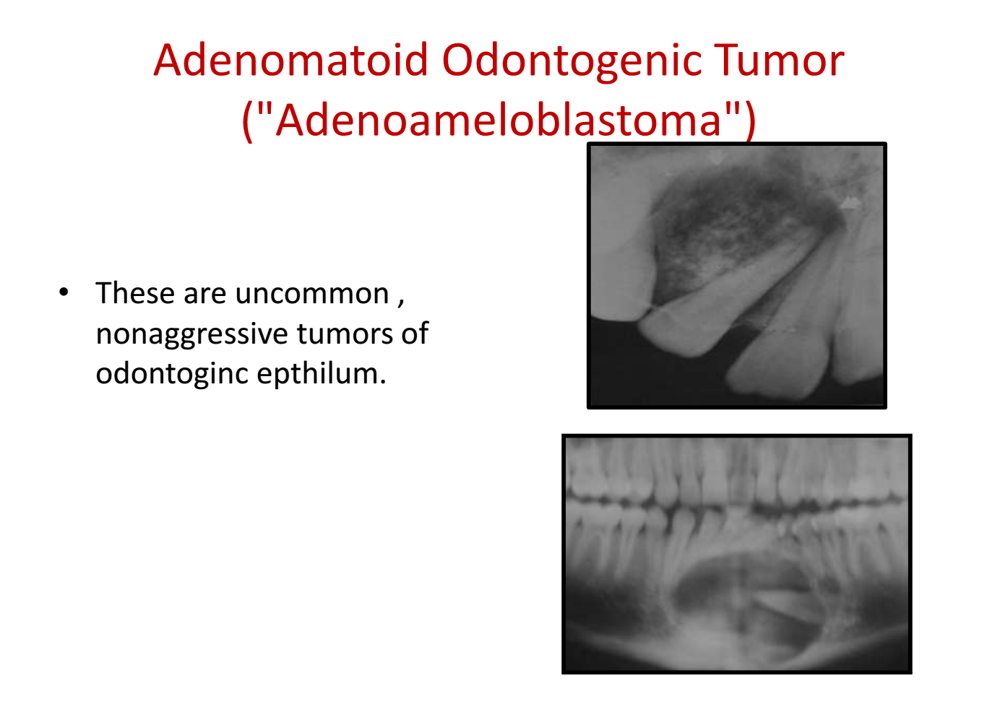 Adenomatoid Odontogenic Tumor
("Adenoameloblastoma")
• These are uncommon ,
nonaggressive tumors of
odontoginc epthilum.